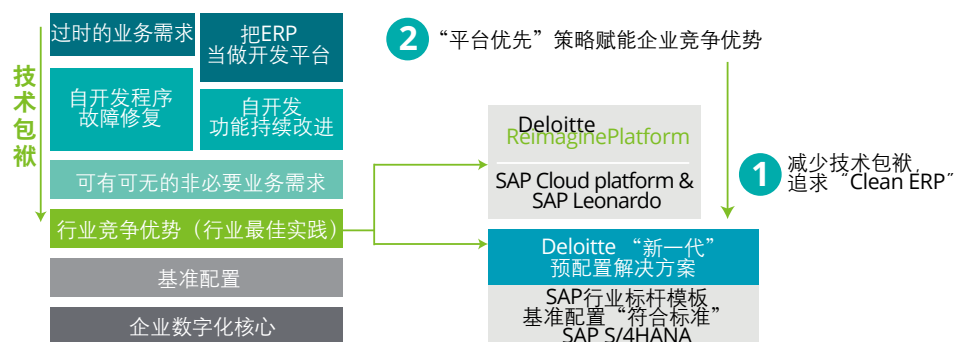 技
术
包
袱
过时的业务需求
把ERP
当做开发平台
自开发程序
故障修复
自开发
功能持续改进
可有可无的非必要业务需求
行业竞争优势（行业最佳实践）
基准配置
企业数字化核心
2 “平台优先”策略赋能企业竞争优势
Deloitte
ReimaginePlatform
SAP Cloud platform &
SAP Leonardo
1 减少技术包袱，
追求“Clean ERP”
Deloitte “新一代”
预配置解决方案
SAP行业标杆模板
基准配置“符合标准”
SAP S/4HANA